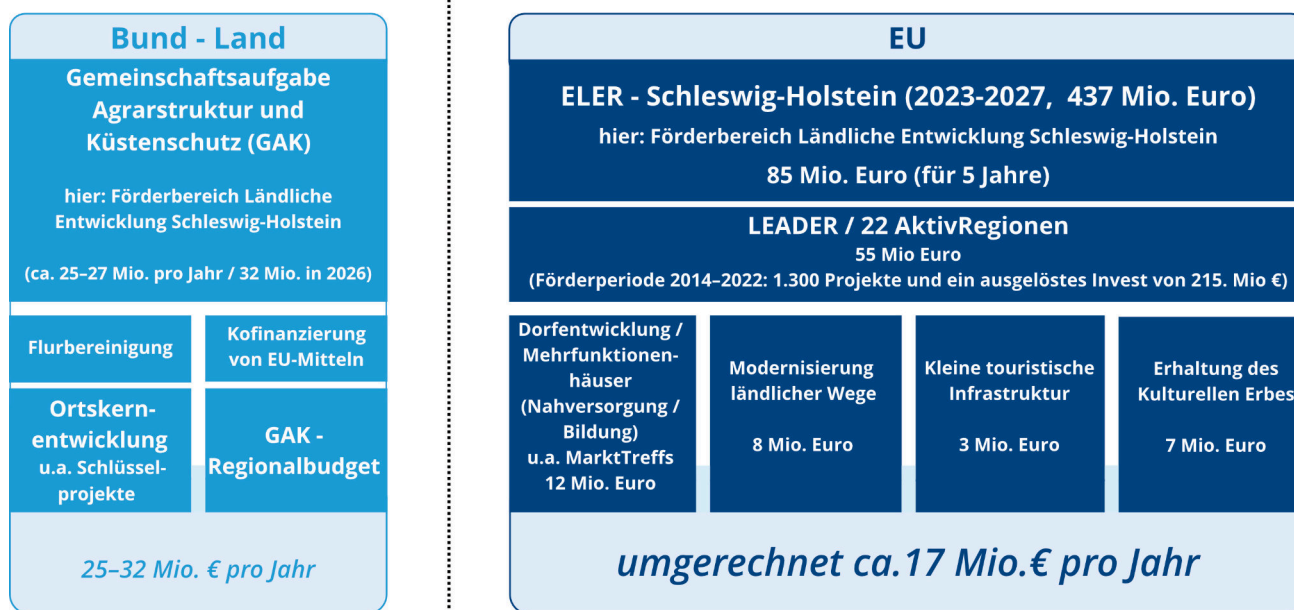 Bund - Land
Gemeinschaftsaufgabe
Agrarstruktur und
Küstenschutz (GAK)
hier: Förderbereich Ländliche
Entwicklung Schleswig-Holstein
(ca. 25–27 Mio. pro Jahr / 32 Mio. in 2026)
Flurbereinigung
Kofinanzierung
von EU-Mitteln
Ortskern-
entwicklung
u.a. Schlüssel-
projekte
GAK -
Regionalbudget
25–32 Mio. € pro Jahr
EU
ELER - Schleswig-Holstein (2023-2027, 437 Mio. Euro)
hier: Förderbereich Ländliche Entwicklung Schleswig-Holstein
85 Mio. Euro (für 5 Jahre)
LEADER / 22 AktivRegionen
55 Mio Euro
(Förderperiode 2014–2022: 1.300 Projekte und ein ausgelöstes Invest von 215. Mio €)
Dorfentwicklung /
Mehrfunktionen-
häuser
(Nahversorgung /
Bildung)
u.a. MarktTreffs
12 Mio. Euro
Modernisierung
ländlicher Wege
8 Mio. Euro
Kleine touristische
Infrastruktur
3 Mio. Euro
Erhaltung des
Kulturellen Erbes
7 Mio. Euro
umgerechnet ca.17 Mio.€ pro Jahr